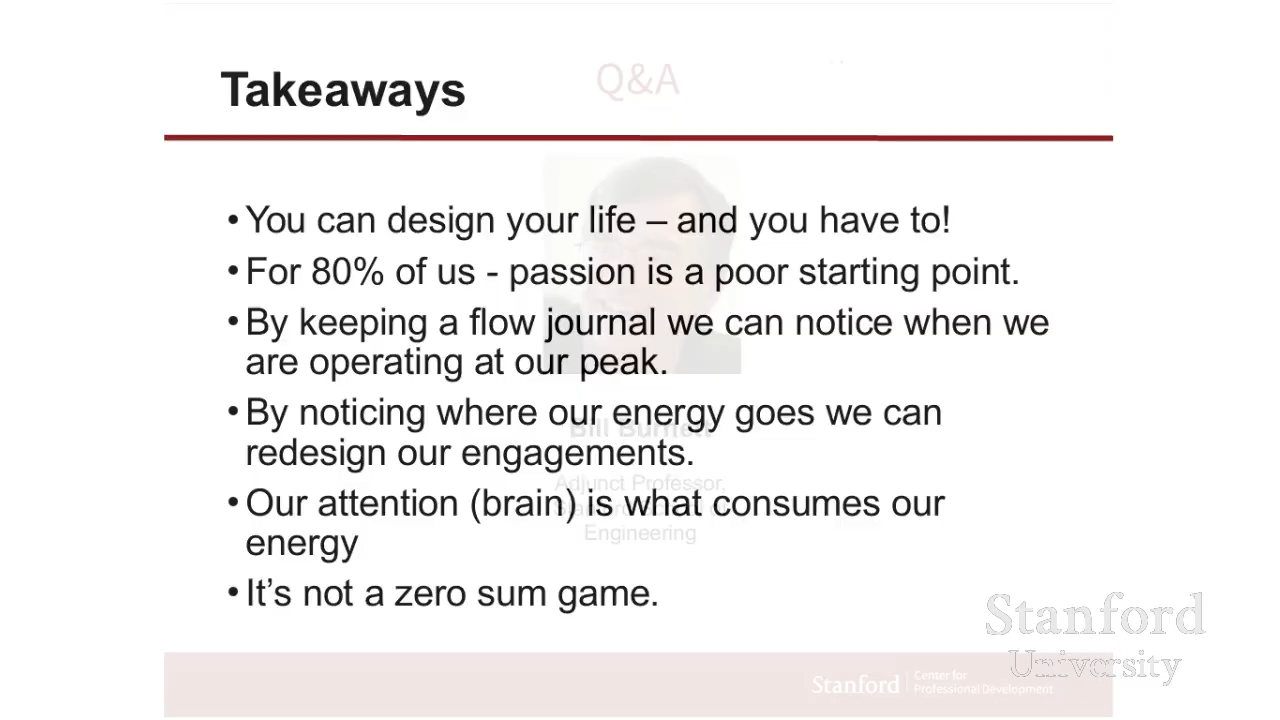 Q&A
Takeaways
• You can design your life – and you have to!
• For 80% of us - passion is a poor starting point.
• By keeping a flow journal we can notice when we
are operating at our peak.
• By noticing where our energy goes we can
redesign our engagements.
• Our attention (brain) is what consumes our
energy
• It’s not a zero sum game.
Bill Burnett
Adjunct Professor,
Engineering
Stanford
University
Stanford | Center for
Professional Development